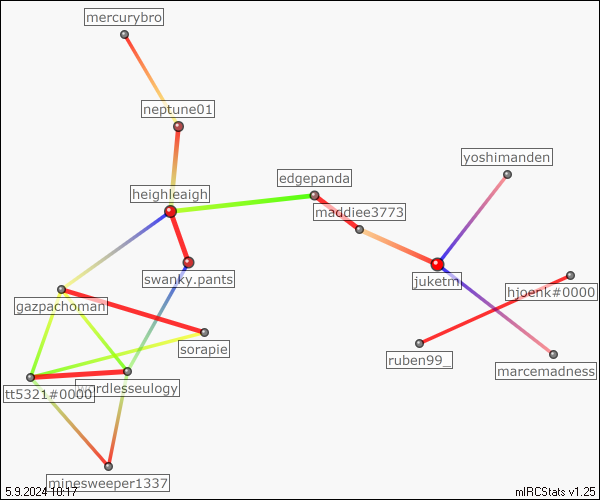 mercurybro
neptune01
yoshimanden
edgepanda
heighleaigh
maddiee3773
swanky.pants
juketm
hjoenk#0000
gazpachoman
sorapie
ruben99_
marcemadness
tt5321#0000
wordlesseulogy
minesweeper1337
5.9.2024 10:17
mIRCStats v1.25